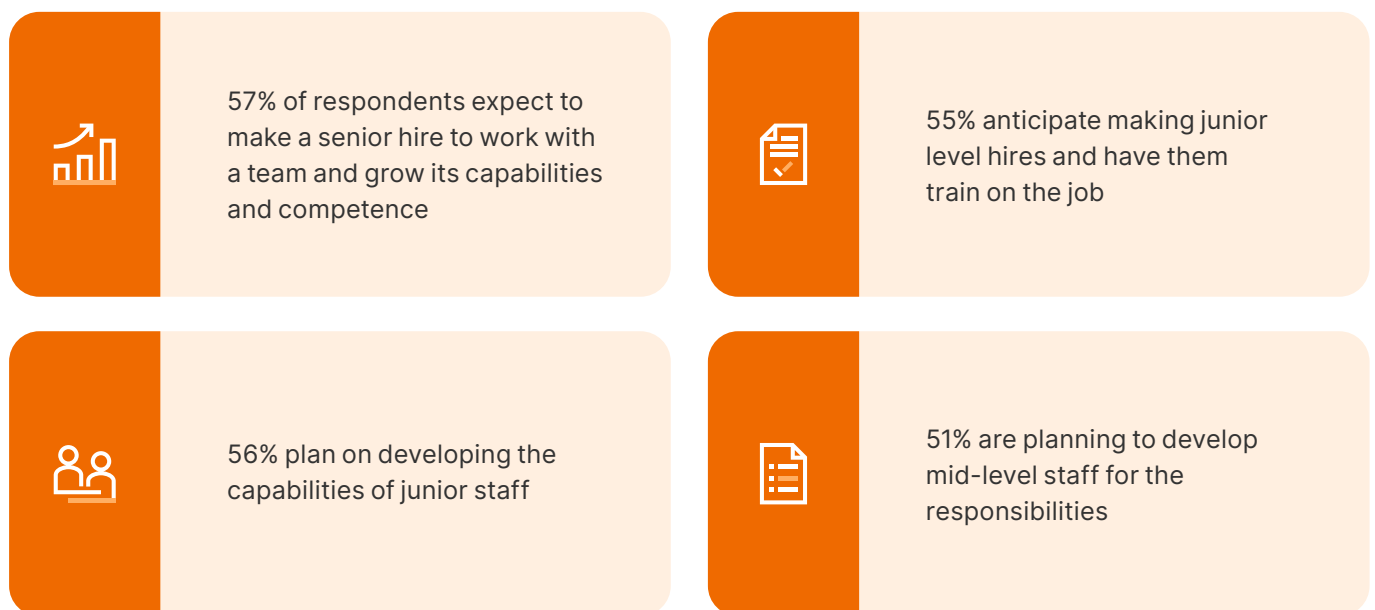 57% of respondents expect to
make a senior hire to work with
a team and grow its capabilities
and competence
55% anticipate making junior
level hires and have them
train on the job
56% plan on developing the
capabilities of junior staff
51% are planning to develop
mid-level staff for the
responsibilities